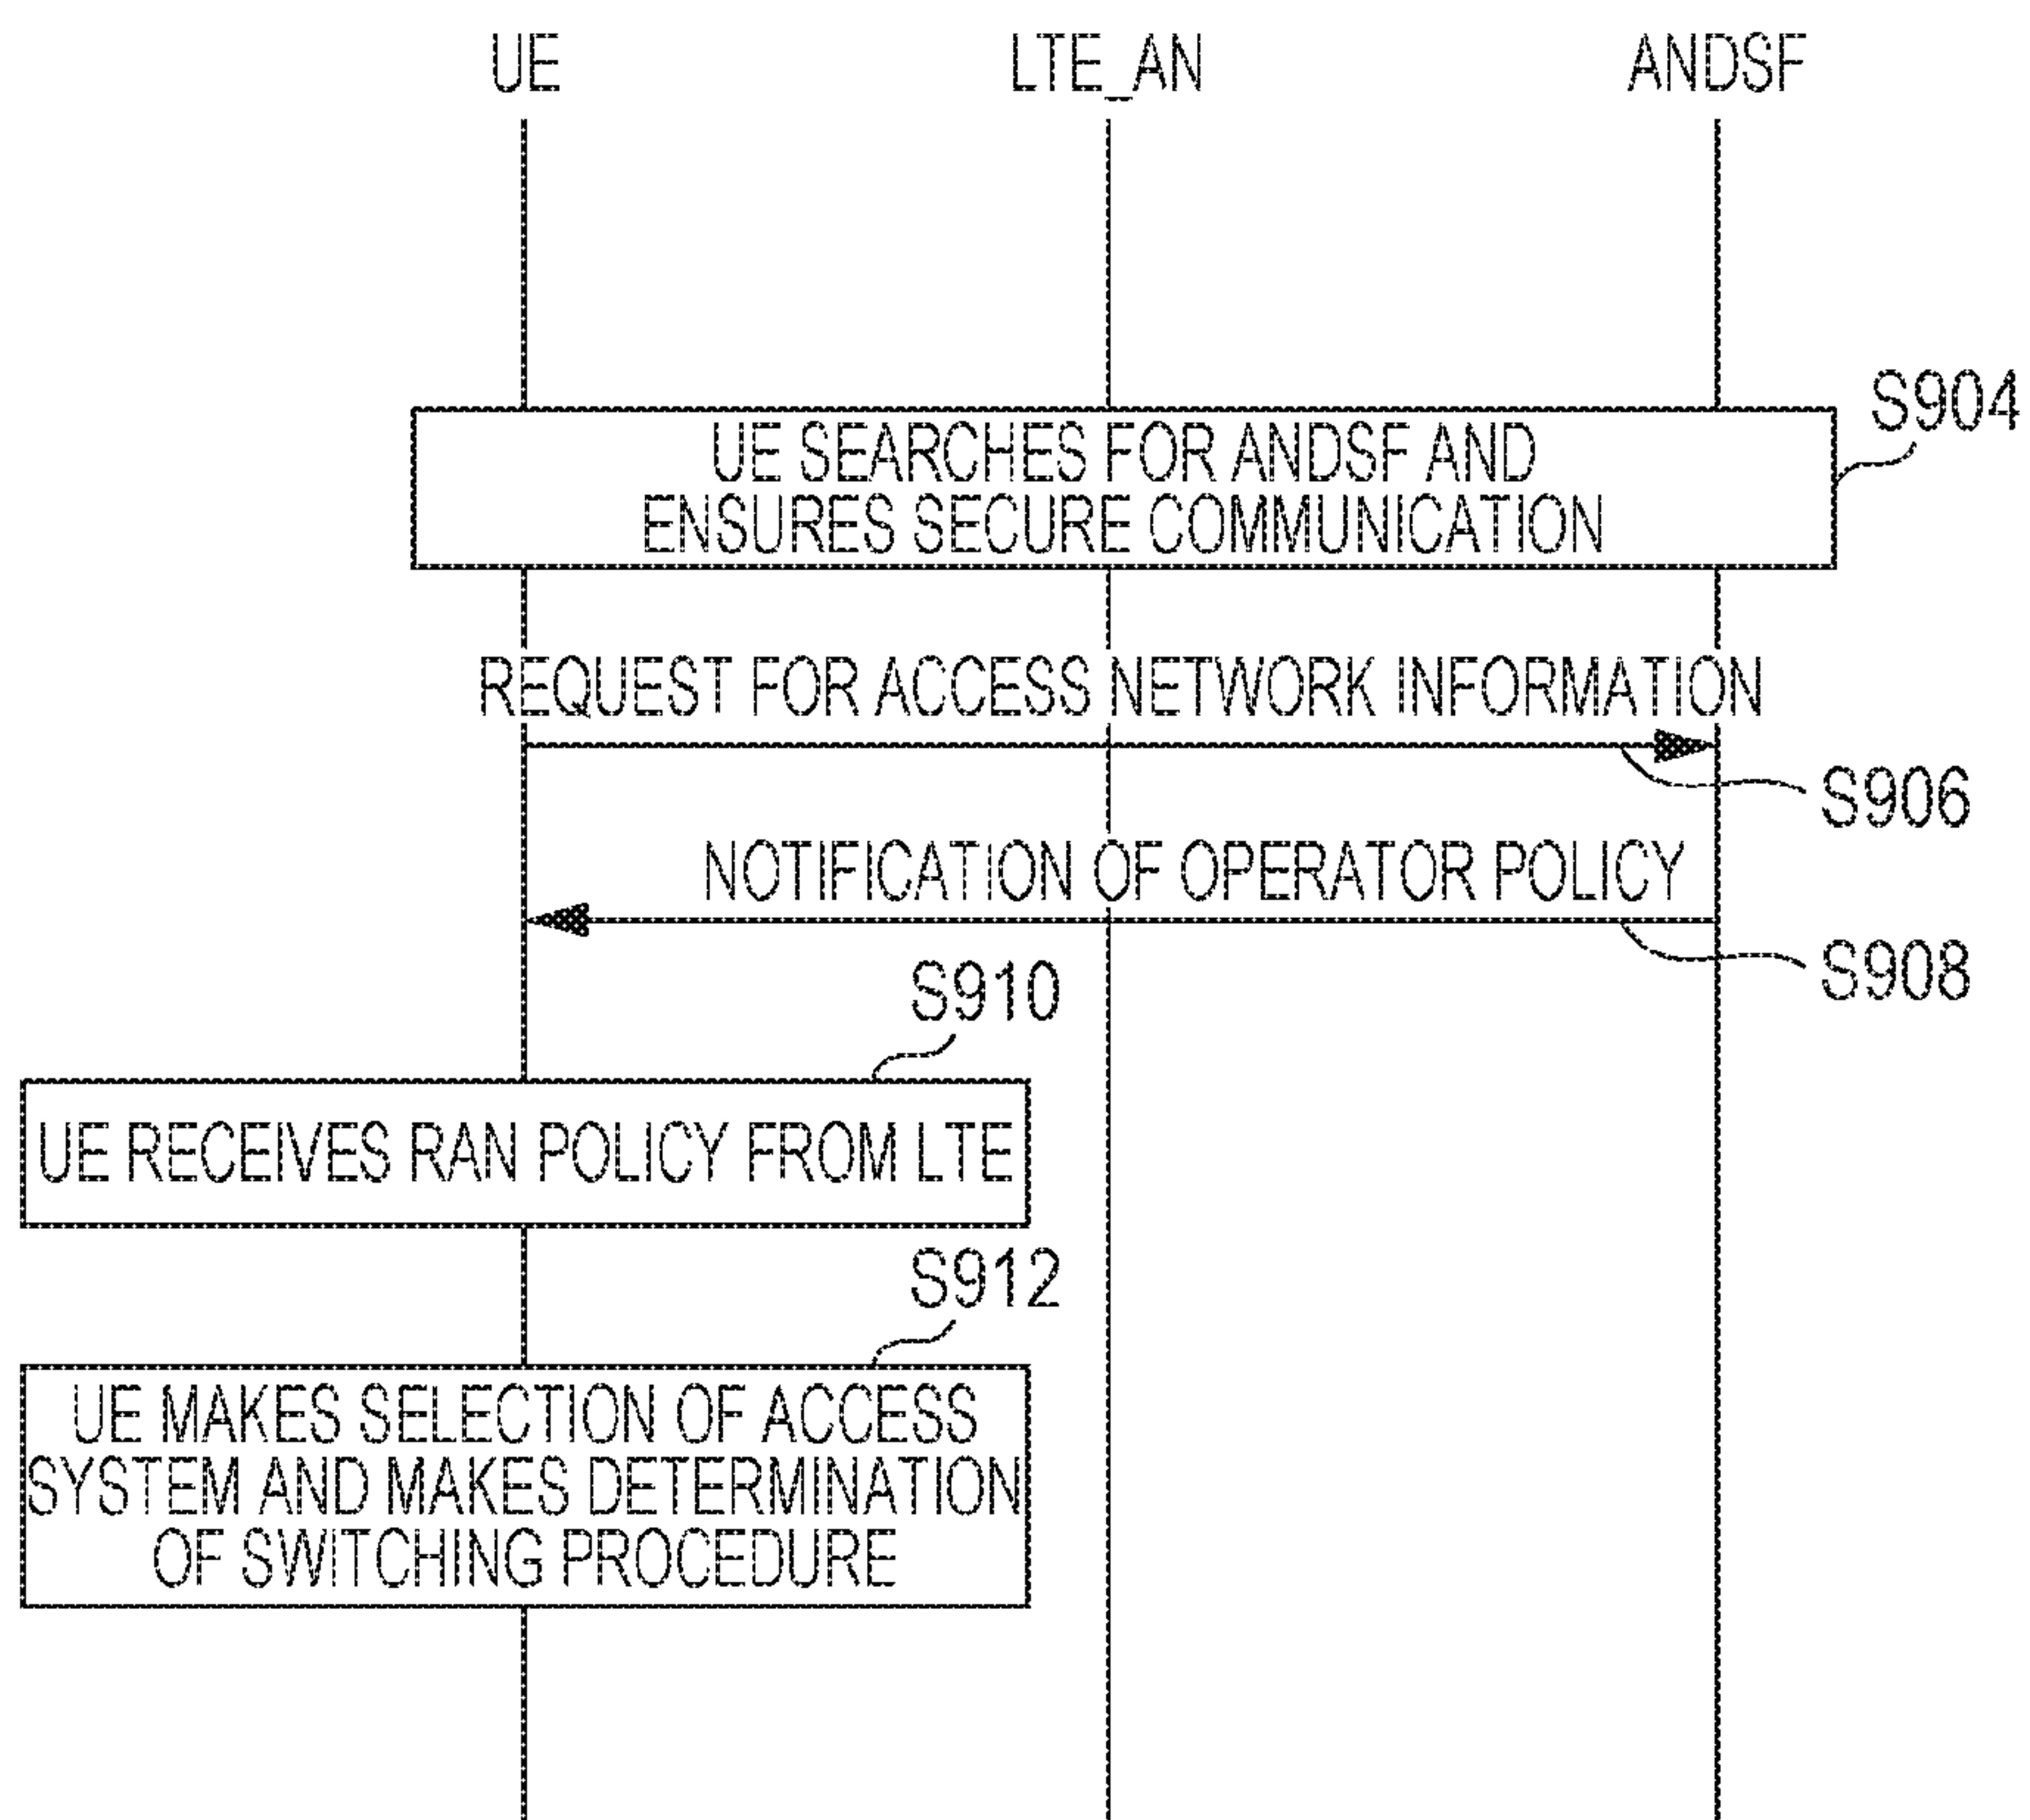 UE
LTE_AN
ANDSF
S904
UE SEARCHES FOR ANDSF AND
ENSURES SECURE COMMUNICATION
REQUEST FOR ACCESS NETWORK INFORMATION
S906
NOTIFICATION OF OPERATOR POLICY
S908
S910
UE RECEIVES RAN POLICY FROM LTE
S912
UE MAKES SELECTION OF ACCESS
SYSTEM AND MAKES DETERMINATION
OF SWITCHING PROCEDURE